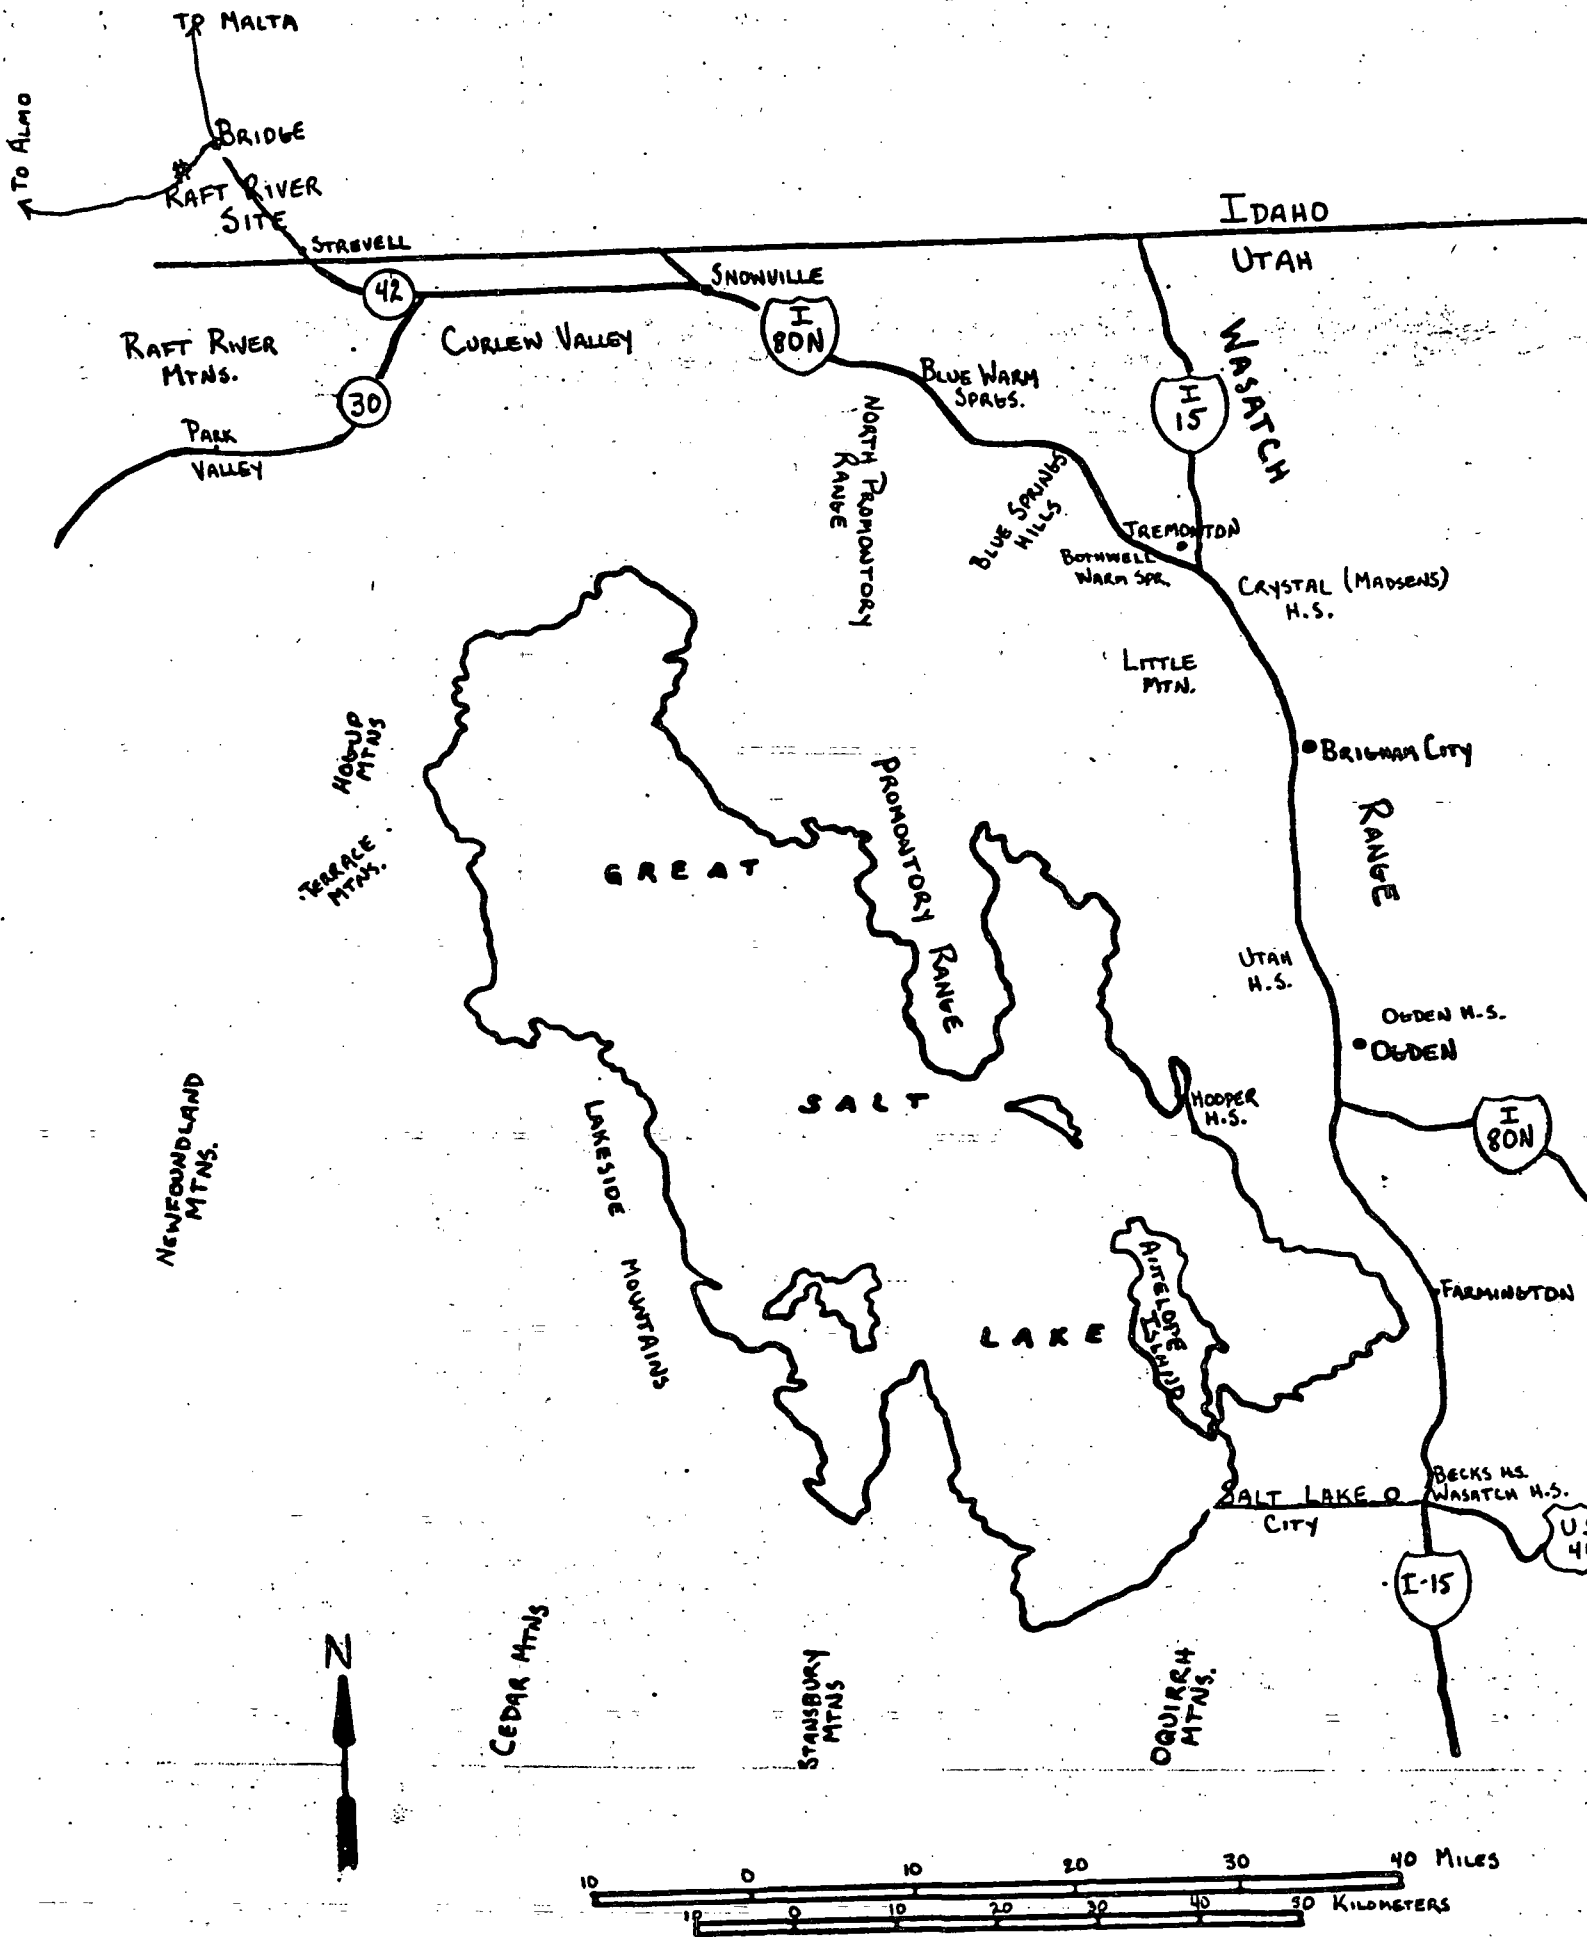 TO MALTA
TO ALMO
BRIDGE
RAFT RIVER
SITE
IDAHO
STREVELL
UTAH
SNOWVILLE
42
I
80N
RAFT RIVER
MTNS.
CURLEW VALLEY
WASATCH
BLUE WARM
SPRGS.
I
15
30
NORTH PROMONTORY
RANGE
PARK
VALLEY
BLUE SPRINGS
HILLS
TREMONTON
BOTHWELL
WARM SPR.
CRYSTAL (MADSENS)
H.S.
LITTLE
MTN.
HOGUP
MTNS
BRIGHAM CITY
PROMONTORY RANGE
RANGE
TERRACE
MTNS.
GREAT
UTAH
H.S.
OGDEN H.S.
OGDEN
NEWFOUNDLAND
MTNS.
LAKESIDE MOUNTAINS
SALT
HOOPER
H.S.
I
80N
ANTELOPE
ISLAND
FARMINGTON
LAKE
BECKS H.S.
WASATCH H.S.
SALT LAKE
CITY
U.S
4
I-15
N
CEDAR MTNS
STANSBURY
MTNS
OQUIRRH
MTNS.
10 0 10 20 30 40 MILES
10 0 10 20 30 40 50 KILOMETERS